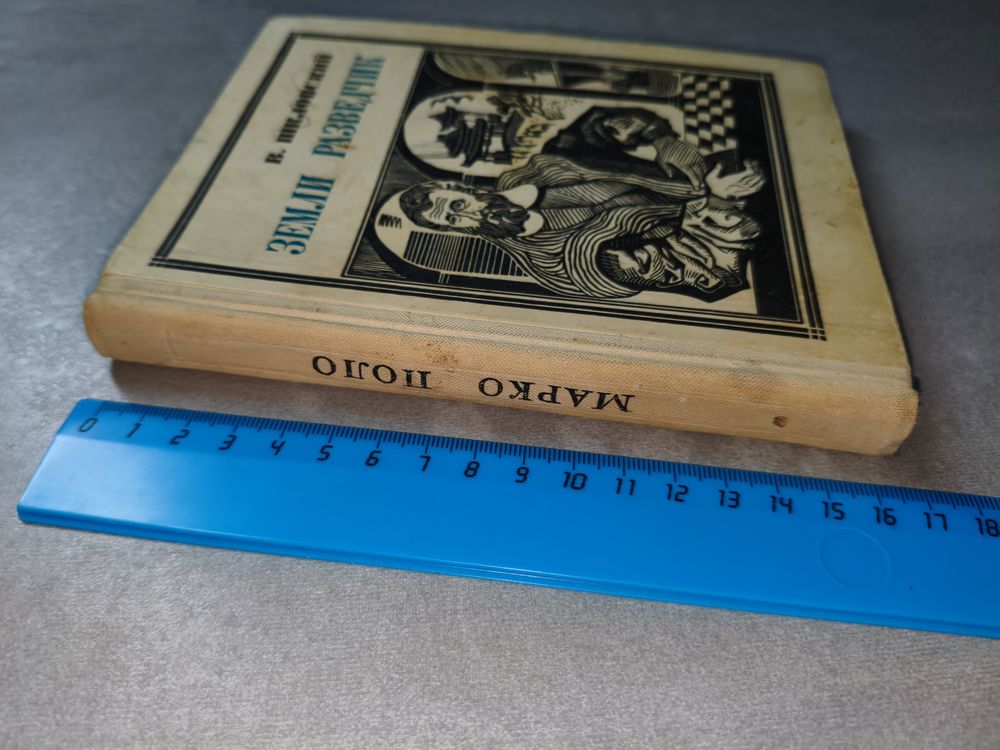 В. ШКЛОВСКИЙ
ЗЕМЛИ РАЗВЕДЧИК
МАРКО ПОЛО
0 1 2 3 4 5 6 7 8 9 10 11 12 13 14 15 16 17 18